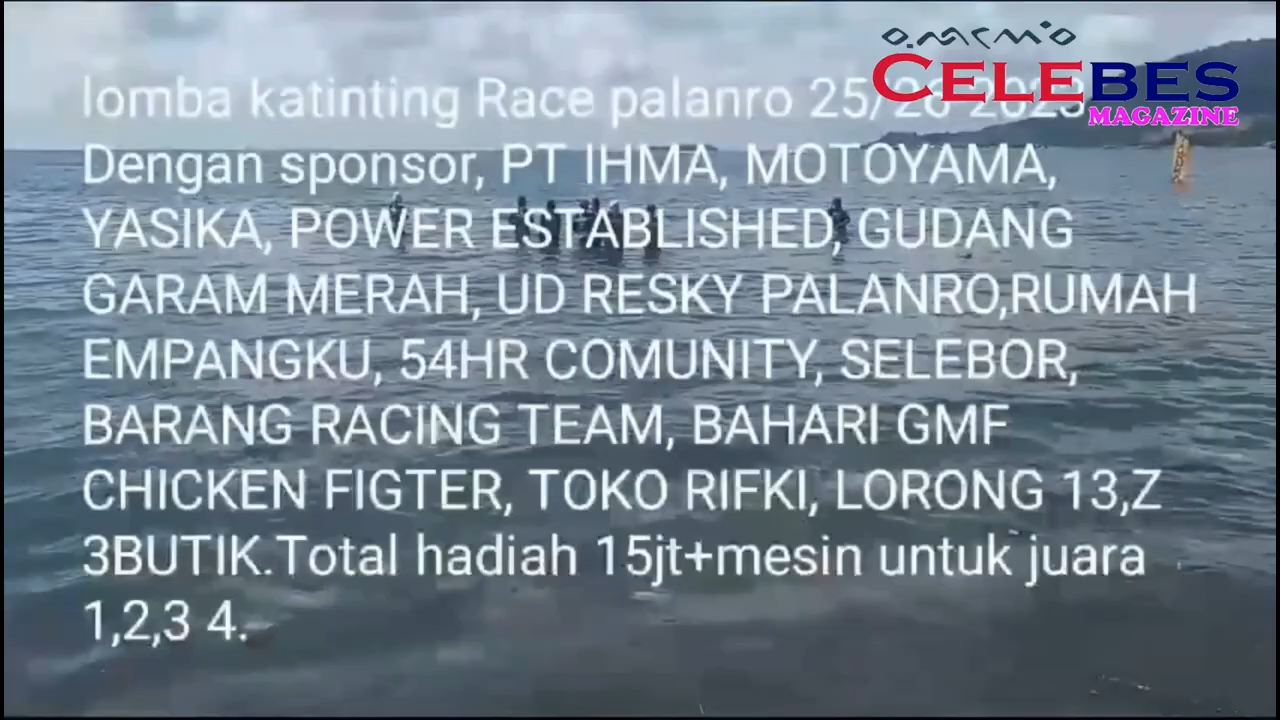 CELEBES
MAGAZINE
lomba katinting Race palanro 25/26 2023
Dengan sponsor, PT IHMA, MOTOYAMA,
YASIKA, POWER ESTABLISHED, GUDANG
GARAM MERAH, UD RESKY PALANRO,RUMAH
EMPANGKU, 54HR COMUNITY, SELEBOR,
BARANG RACING TEAM, BAHARI GMF
CHICKEN FIGTER, TOKO RIFKI, LORONG 13,Z
3BUTIK.Total hadiah 15jt+mesin untuk juara
1,2,3 4.